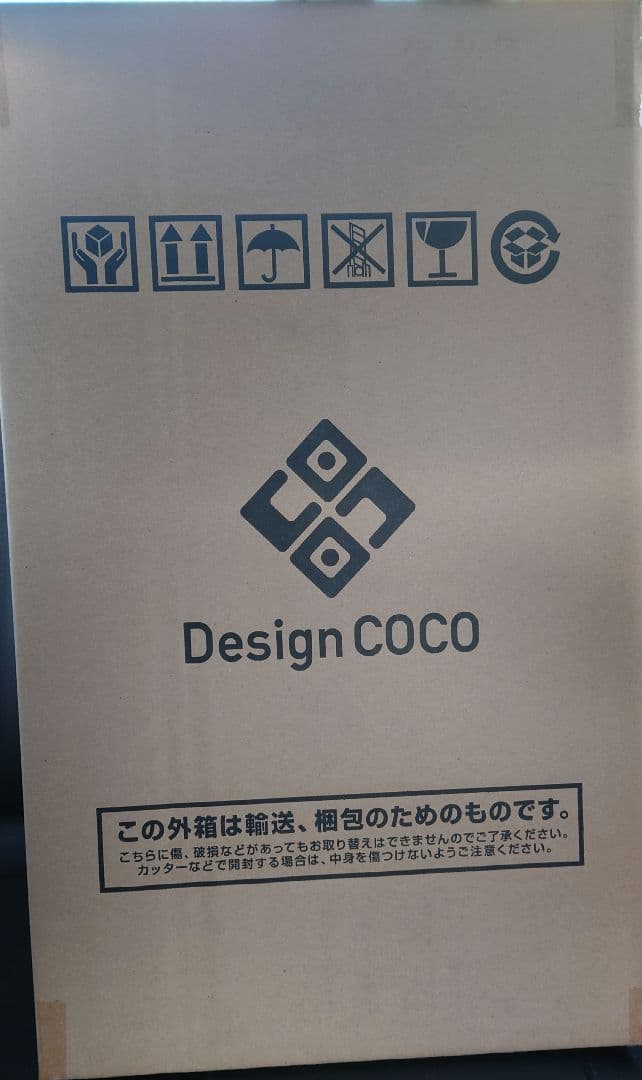 Design COCO
この外箱は輸送、梱包のためのものです。
こちらに傷、破損などがあってもお取り替えはできませんのでご了承ください。
カッターなどで開封する場合は、中身を傷つけないようご注意ください。